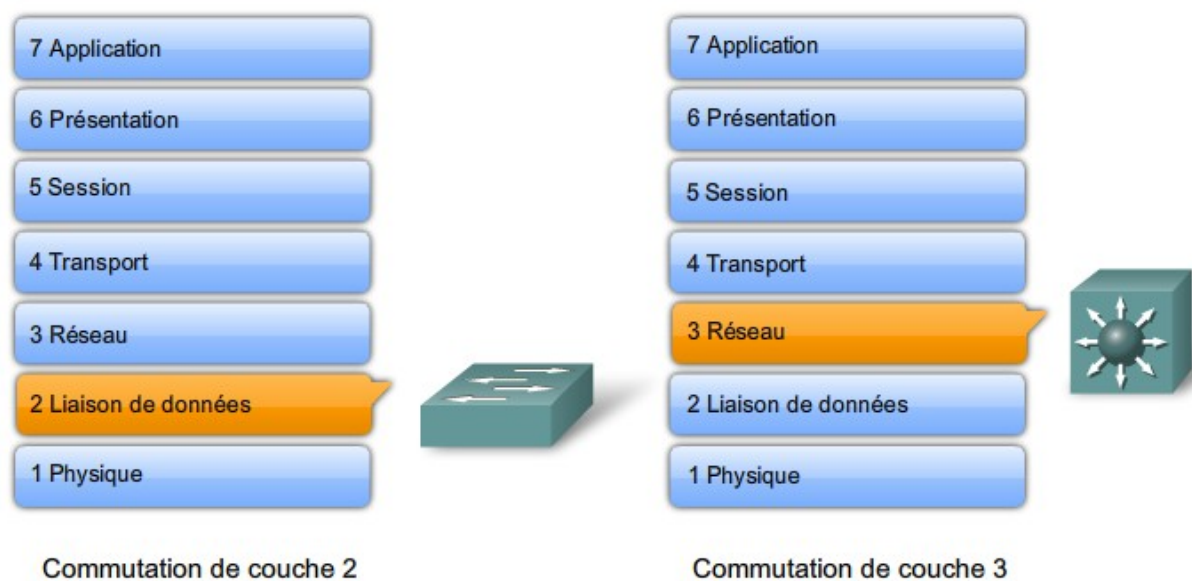 7 Application
6 Présentation
5 Session
4 Transport
3 Réseau
2 Liaison de données
1 Physique
Commutation de couche 2
7 Application
6 Présentation
5 Session
4 Transport
3 Réseau
2 Liaison de données
1 Physique
Commutation de couche 3